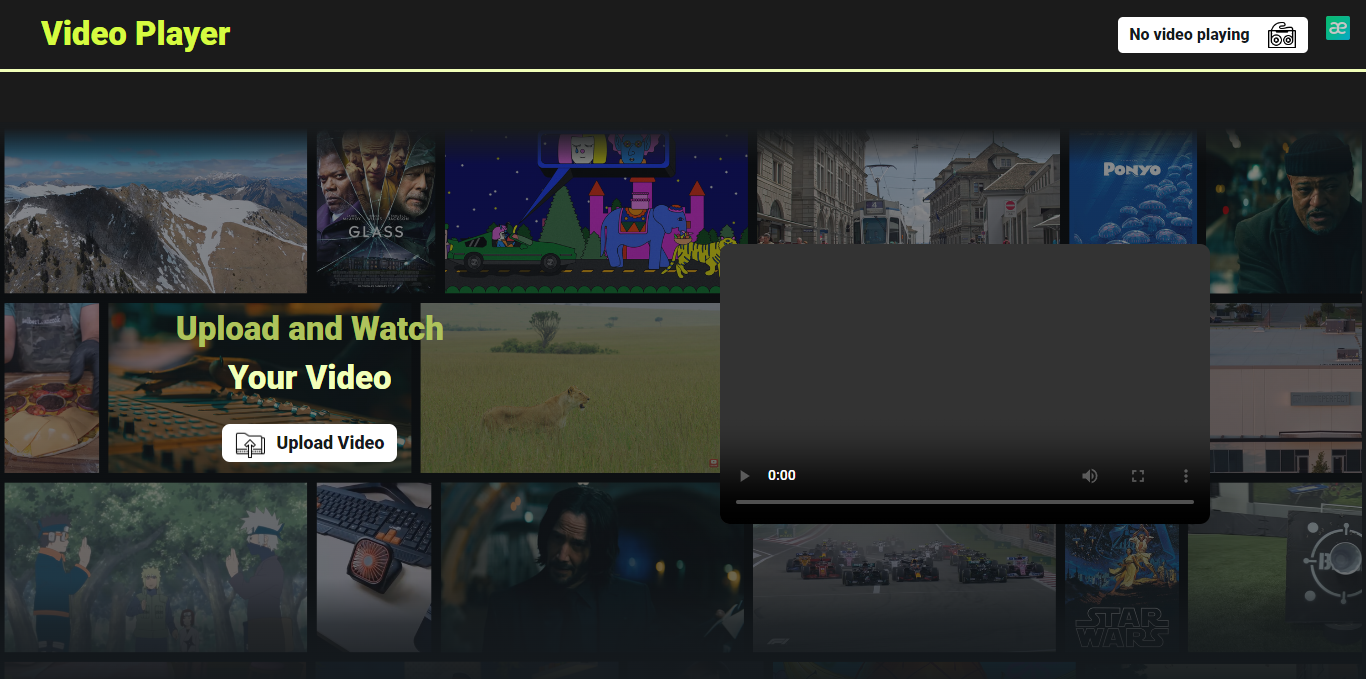 Video Player
No video playing
æ
PONYO
GLASS
Upload and Watch
Your Video
Upload Video
0:00
STAR
WARS